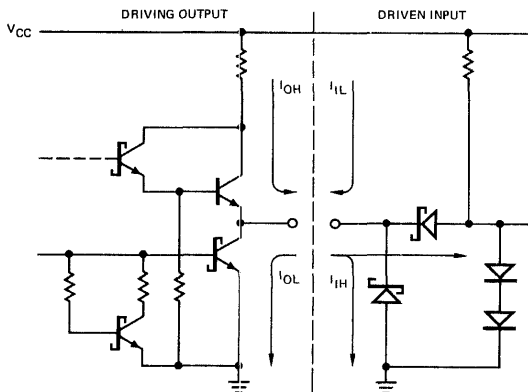 DRIVING OUTPUT
DRIVEN INPUT
VCC
IOH
IIL
IOL
IIH